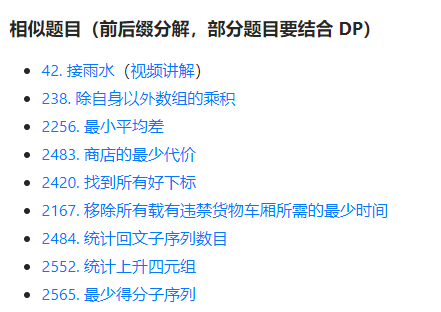 相似题目（前后缀分解，部分题目要结合 DP）
42. 接雨水（视频讲解）
238. 除自身以外数组的乘积
2256. 最小平均差
2483. 商店的最少代价
2420. 找到所有好下标
2167. 移除所有载有违禁货物车厢所需的最少时间
2484. 统计回文子序列数目
2552. 统计上升四元组
2565. 最少得分子序列